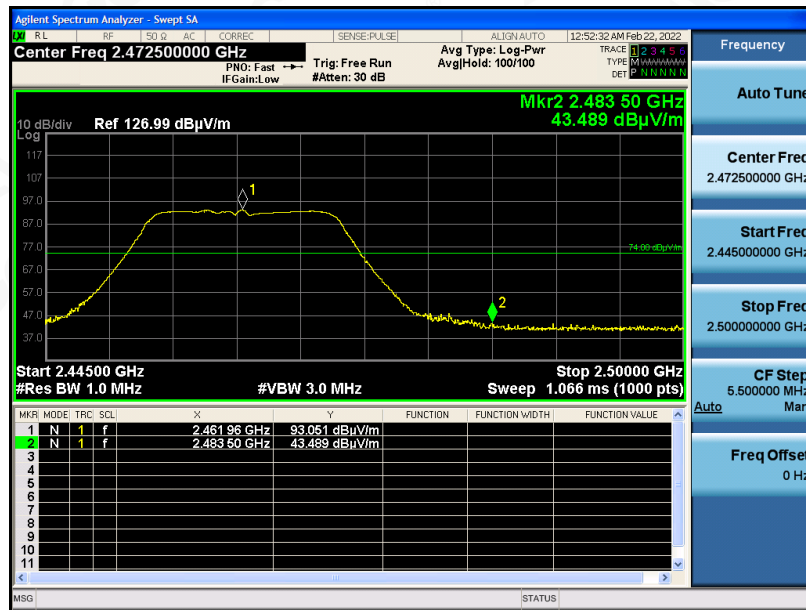 Agilent Spectrum Analyzer - Swept SA
LXI RL RF 50 Ω AC CORREC SENSE:PULSE ALIGN AUTO 12:52:32 AM Feb 22, 2022
Center Freq 2.472500000 GHz
PNO: Fast
IFGain:Low
Trig: Free Run
#Atten: 30 dB
Avg Type: Log-Pwr
Avg|Hold: 100/100
TRACE 1 2 3 4 5 6
TYPE M WWWWW
DET P N N N N N
Mkr2 2.483 50 GHz
43.489 dBµV/m
10 dB/div Ref 126.99 dBµV/m
Log
117
107
97.0
87.0
77.0
67.0
57.0
47.0
37.0
1
74.00 dBµV/m
2
Start 2.44500 GHz Stop 2.50000 GHz
#Res BW 1.0 MHz #VBW 3.0 MHz Sweep 1.066 ms (1000 pts)
MKR MODE TRC SCL X Y FUNCTION FUNCTION WIDTH FUNCTION VALUE
1 N 1 f 2.461 96 GHz 93.051 dBµV/m
2 N 1 f 2.483 50 GHz 43.489 dBµV/m
3
4
5
6
7
8
9
10
11
MSG STATUS
Frequency
Auto Tune
Center Freq
2.472500000 GHz
Start Freq
2.445000000 GHz
Stop Freq
2.500000000 GHz
CF Step
5.500000 MHz
Auto Man
Freq Offset
0 Hz